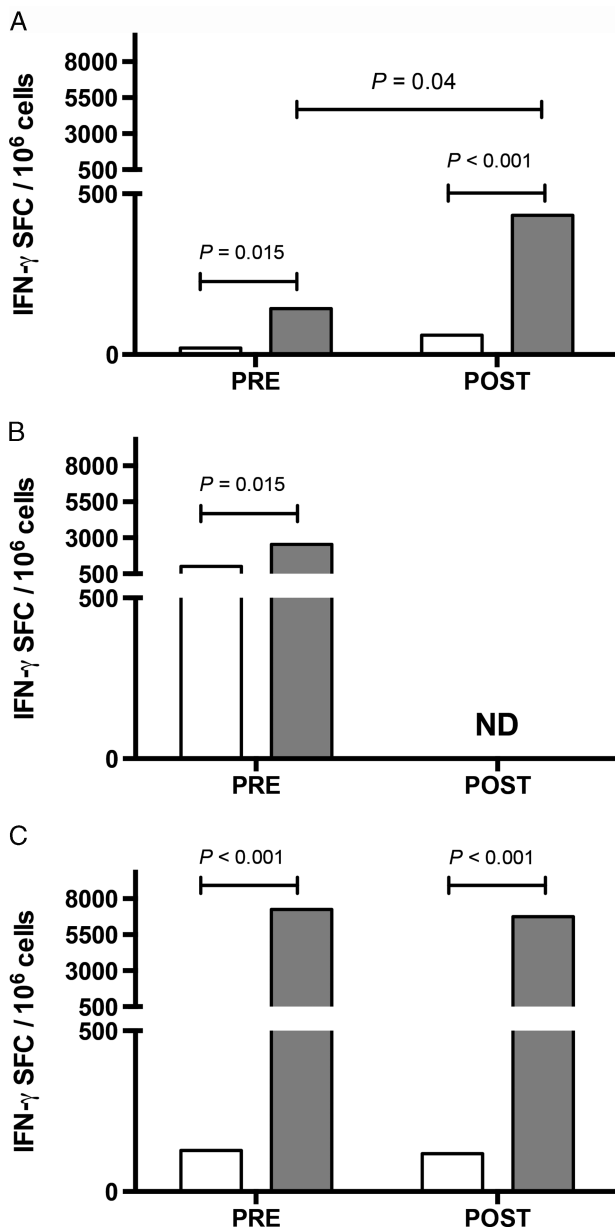 A
IFN-γ SFC / 10⁶ cells
8000
5500
3000
500
500
0
P = 0.04
P < 0.001
P = 0.015
PRE
POST
B
IFN-γ SFC / 10⁶ cells
8000
5500
3000
500
500
0
P = 0.015
ND
PRE
POST
C
IFN-γ SFC / 10⁶ cells
8000
5500
3000
500
500
0
P < 0.001
P < 0.001
PRE
POST